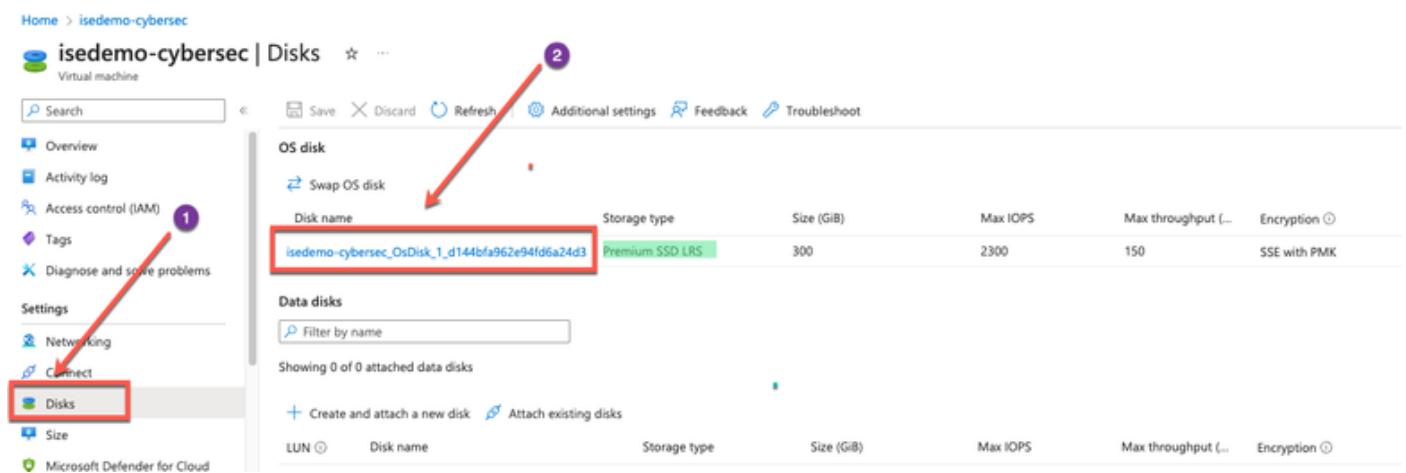 Home > isedemo-cybersec
isedemo-cybersec | Disks ☆ ...
Virtual machine
Search «
Save Discard Refresh Additional settings Feedback Troubleshoot
Overview
Activity log
Access control (IAM)
Tags
Diagnose and solve problems
Settings
Networking
Connect
Disks
Size
Microsoft Defender for Cloud
1
2
OS disk
Swap OS disk
Disk name Storage type Size (GiB) Max IOPS Max throughput (... Encryption
isedemo-cybersec_OsDisk_1_d144bfa962e94fd6a24d3 Premium SSD LRS 300 2300 150 SSE with PMK
Data disks
Filter by name
Showing 0 of 0 attached data disks
+ Create and attach a new disk Attach existing disks
LUN Disk name Storage type Size (GiB) Max IOPS Max throughput (... Encryption